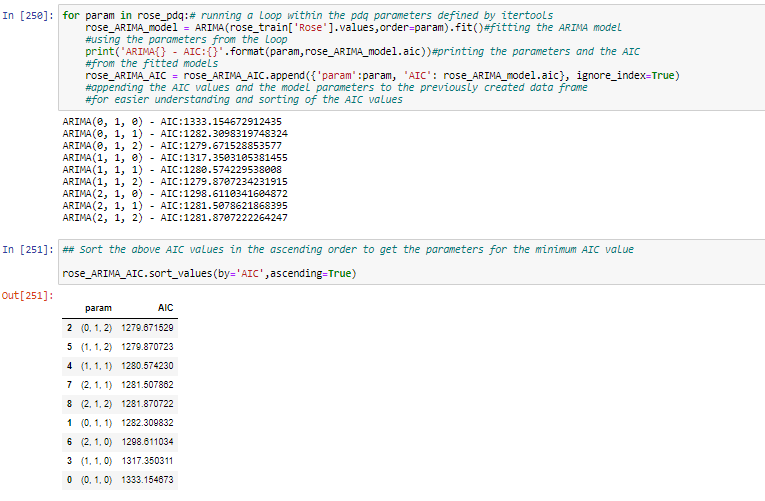 In [250]: for param in rose_pdq:# running a loop within the pdq parameters defined by itertools
rose_ARIMA_model = ARIMA(rose_train['Rose'].values,order=param).fit()#fitting the ARIMA model
#using the parameters from the loop
print('ARIMA{} - AIC:{}'.format(param,rose_ARIMA_model.aic))#printing the parameters and the AIC
#from the fitted models
rose_ARIMA_AIC = rose_ARIMA_AIC.append({'param':param, 'AIC': rose_ARIMA_model.aic}, ignore_index=True)
#appending the AIC values and the model parameters to the previously created data frame
#for easier understanding and sorting of the AIC values
ARIMA(0, 1, 0) - AIC:1333.154672912435
ARIMA(0, 1, 1) - AIC:1282.3098319748324
ARIMA(0, 1, 2) - AIC:1279.671528853577
ARIMA(1, 1, 0) - AIC:1317.3503105381455
ARIMA(1, 1, 1) - AIC:1280.574229538008
ARIMA(1, 1, 2) - AIC:1279.8707234231915
ARIMA(2, 1, 0) - AIC:1298.6110341604872
ARIMA(2, 1, 1) - AIC:1281.5078621868395
ARIMA(2, 1, 2) - AIC:1281.8707222264247
In [251]: ## Sort the above AIC values in the ascending order to get the parameters for the minimum AIC value
rose_ARIMA_AIC.sort_values(by='AIC',ascending=True)
Out[251]:
param AIC
2 (0, 1, 2) 1279.671529
5 (1, 1, 2) 1279.870723
4 (1, 1, 1) 1280.574230
7 (2, 1, 1) 1281.507862
8 (2, 1, 2) 1281.870722
1 (0, 1, 1) 1282.309832
6 (2, 1, 0) 1298.611034
3 (1, 1, 0) 1317.350311
0 (0, 1, 0) 1333.154673